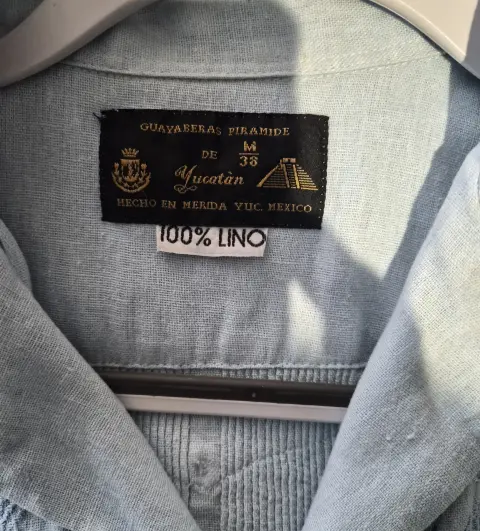 GUAYABERAS PIRAMIDE
DE M/38
Yucatàn
HECHO EN MERIDA YUC. MEXICO
100% LINO